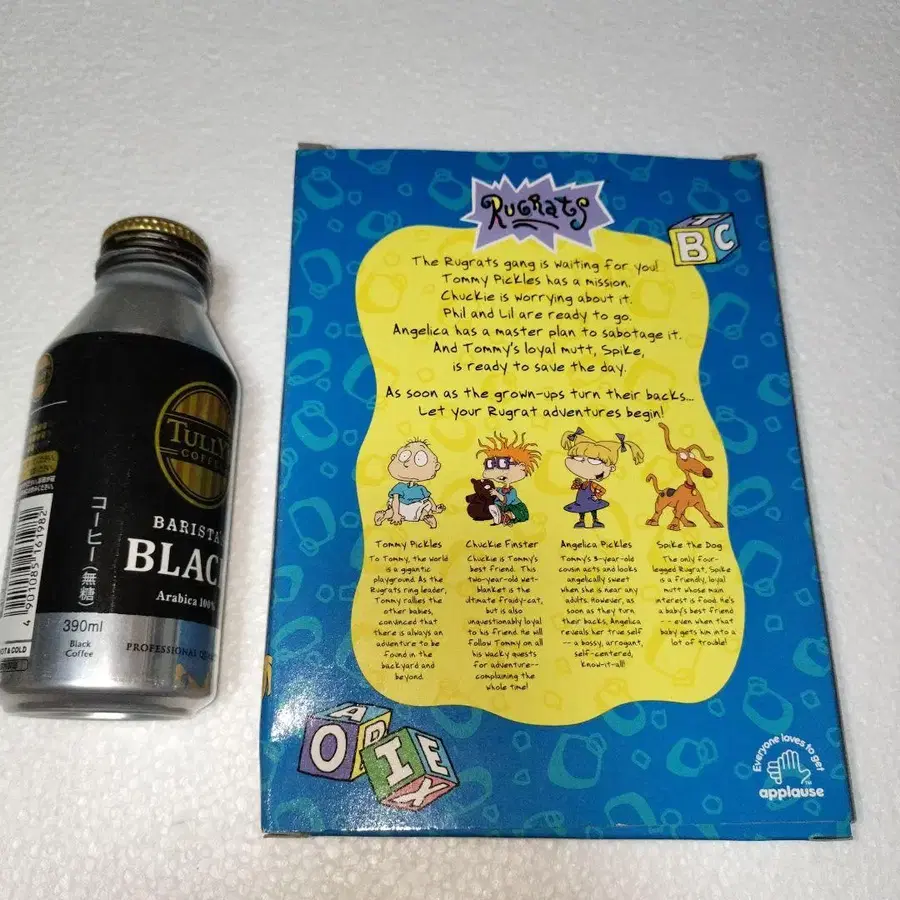 TULLY'S
COFFEE
BARISTA
BLACK
Arabica 100%
PROFESSIONAL
コーヒー(無糖)
390ml
Black
Coffee
HOT & COLD
4 901085 161982
RUGRATS
B C
The Rugrats gang is waiting for you!
Tommy Pickles has a mission.
Chuckie is worrying about it.
Phil and Lil are ready to go.
Angelica has a master plan to sabotage it.
And Tommy's loyal mutt, Spike,
is ready to save the day.
As soon as the grown-ups turn their backs...
Let your Rugrat adventures begin!
Tommy Pickles
To Tommy, the world
is a gigantic
playground. As the
Rugrats ring leader,
Tommy rallies the
other babies,
convinced that
there is always an
adventure to be
found in the
backyard and
beyond.
Chuckie Finster
Chuckie is Tommy's
best friend. This
two-year-old wet-
blanket is the
ultimate fraidy-cat,
but is also
unquestionably loyal
to his friend. He will
follow Tommy on all
his wacky quests
for adventure--
complaining the
whole time!
Angelica Pickles
Tommy's 3-year-old
cousin acts and looks
angelically sweet
when she is near any
adults. However, as
soon as they turn
their backs, Angelica
reveals her true self
-- a bossy, arrogant,
self-centered,
know-it-all!
Spike the Dog
The only four-
legged Rugrat, Spike
is a friendly, loyal
mutt whose main
interest is food. He's
a baby's best friend
-- even when that
baby gets him into a
lot of trouble!
A
O D
I E
X
Everyone loves to get
applause
TM